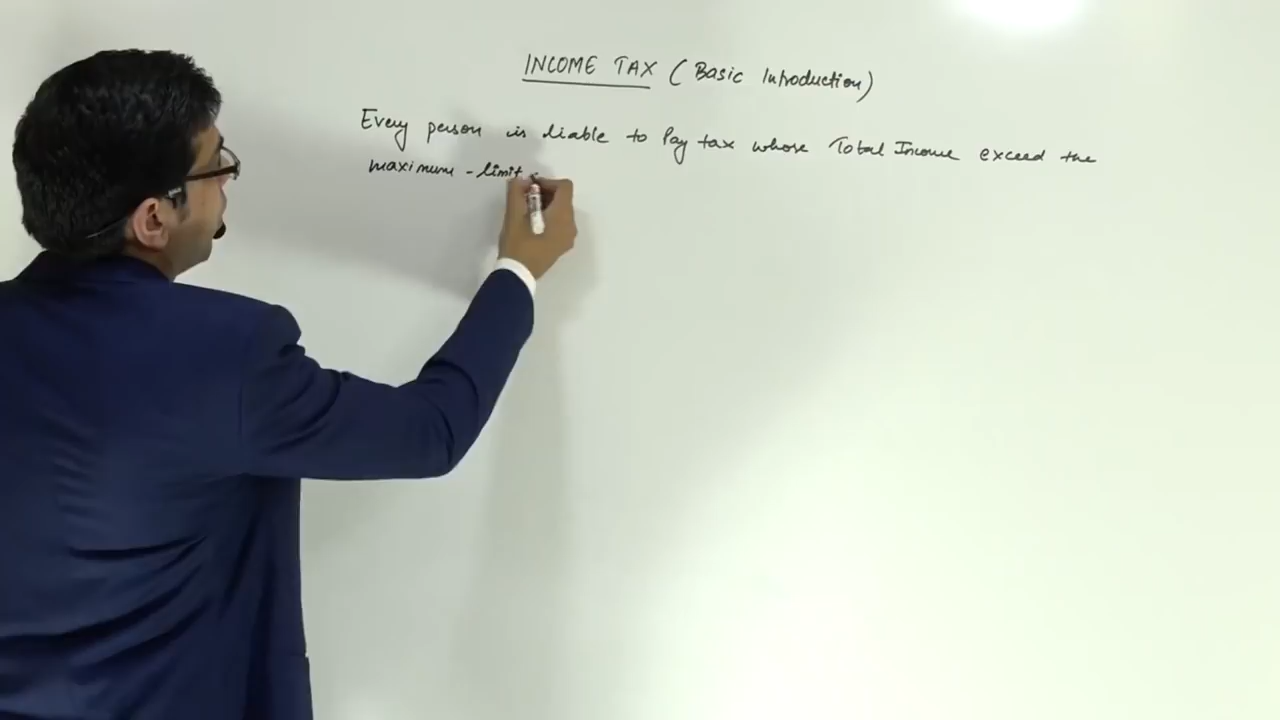 INCOME TAX (Basic Introduction)
Every person is liable to Pay tax whose Total Income exceed the
maximum - limit